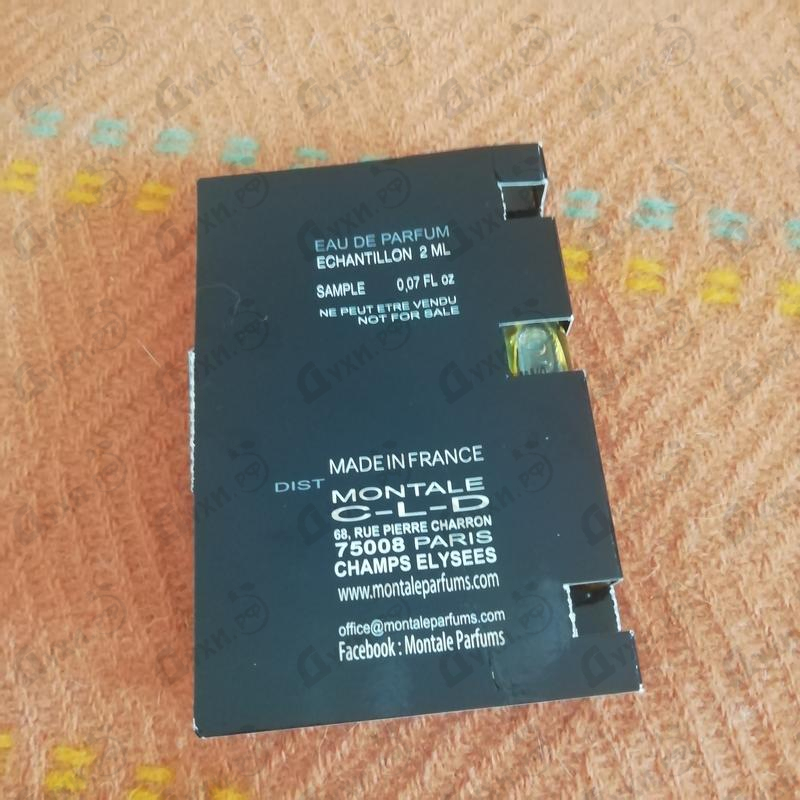 EAU DE PARFUM
ECHANTILLON 2 ML
SAMPLE 0,07 FL oz
NE PEUT ETRE VENDU
NOT FOR SALE
MADE IN FRANCE
DIST MONTALE
C-L-D
68, RUE PIERRE CHARRON
75008 PARIS
CHAMPS ELYSEES
www.montaleparfums.com
office@montaleparfums.com
Facebook : Montale Parfums
Духи.рф